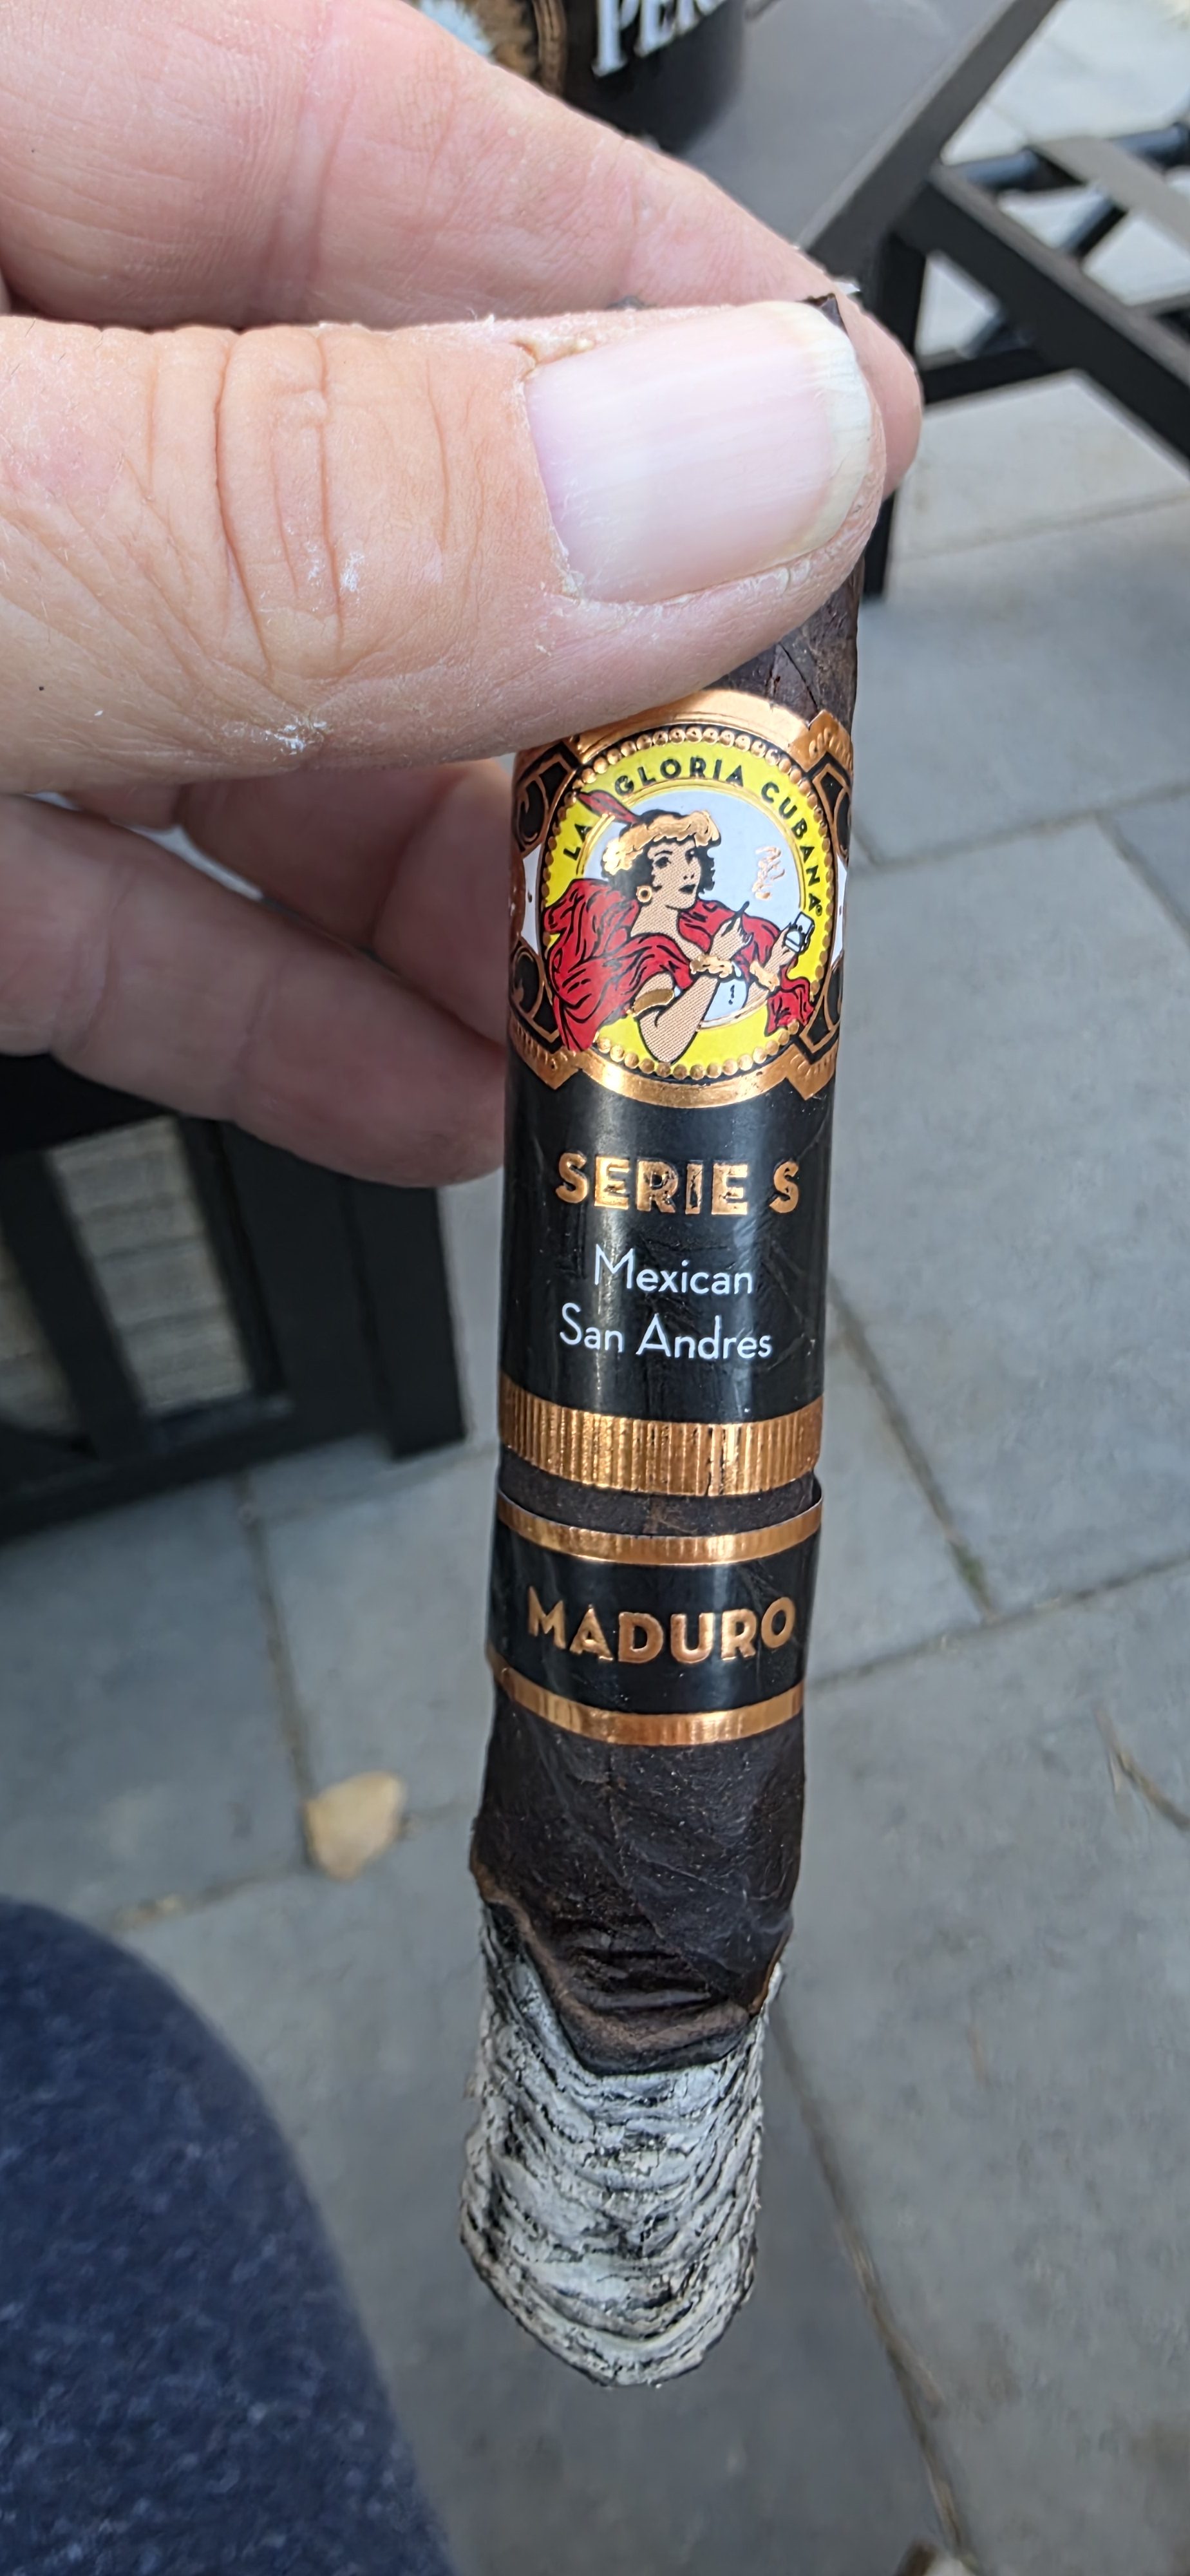 LA GLORIA CUBANA®
SERIE S
Mexican
San Andres
MADURO